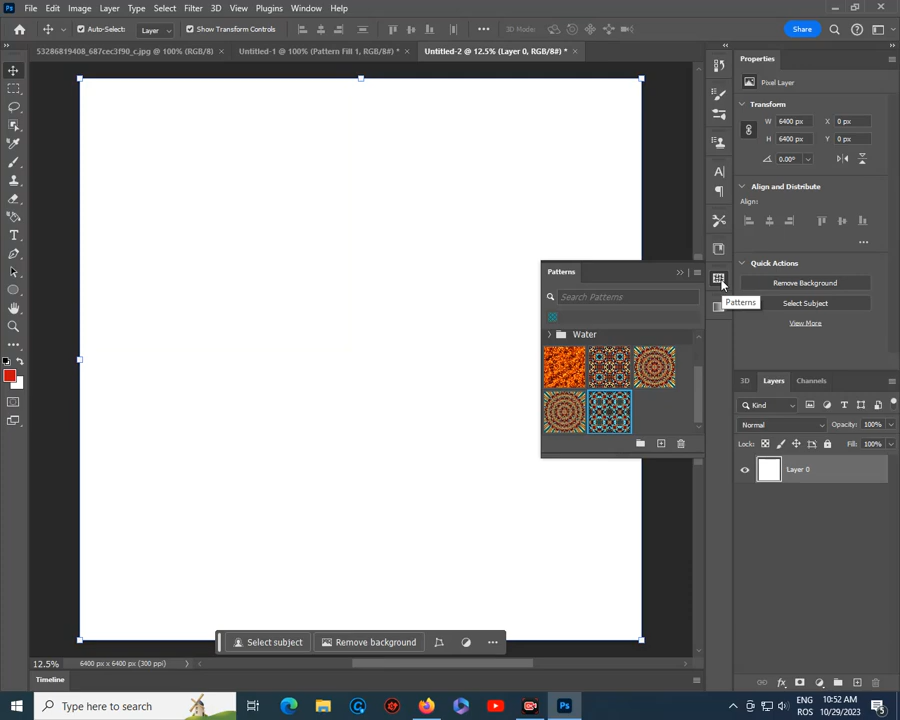 Ps File Edit Image Layer Type Select Filter 3D View Plugins Window Help
Auto-Select: Layer Show Transform Controls 3D Mode: Share
53286819408_687cec3f90_c.jpg @ 100% (RGB/8) × Untitled-1 @ 100% (Pattern Fill 1, RGB/8#) * × Untitled-2 @ 12.5% (Layer 0, RGB/8#) * ×
Properties
Pixel Layer
Transform
W 6400 px X 0 px
H 6400 px Y 0 px
0.00°
Align and Distribute
Align:
Quick Actions
Remove Background
Select Subject
View More
Patterns
Search Patterns
Patterns
Water
3D Layers Channels
Kind
Normal Opacity: 100%
Lock: Fill: 100%
Layer 0
Select subject Remove background
12.5% 6400 px x 6400 px (300 ppi)
Timeline
Type here to search
ENG 10:52 AM
ROS 10/29/2023
5